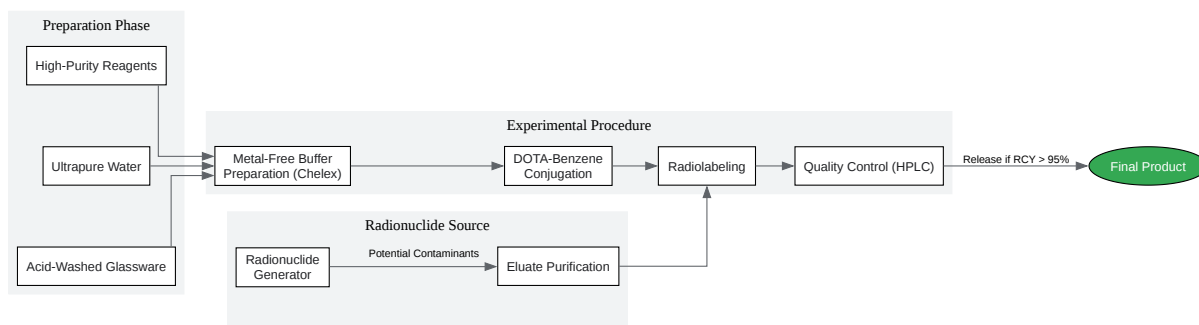 Preparation Phase
High-Purity Reagents
Ultrapure Water
Acid-Washed Glassware
Experimental Procedure
Metal-Free Buffer
Preparation (Chelex)
DOTA-Benzene
Conjugation
Radiolabeling
Quality Control (HPLC)
Release if RCY > 95%
Final Product
Radionuclide Source
Radionuclide
Generator
Potential Contaminants
Eluate Purification